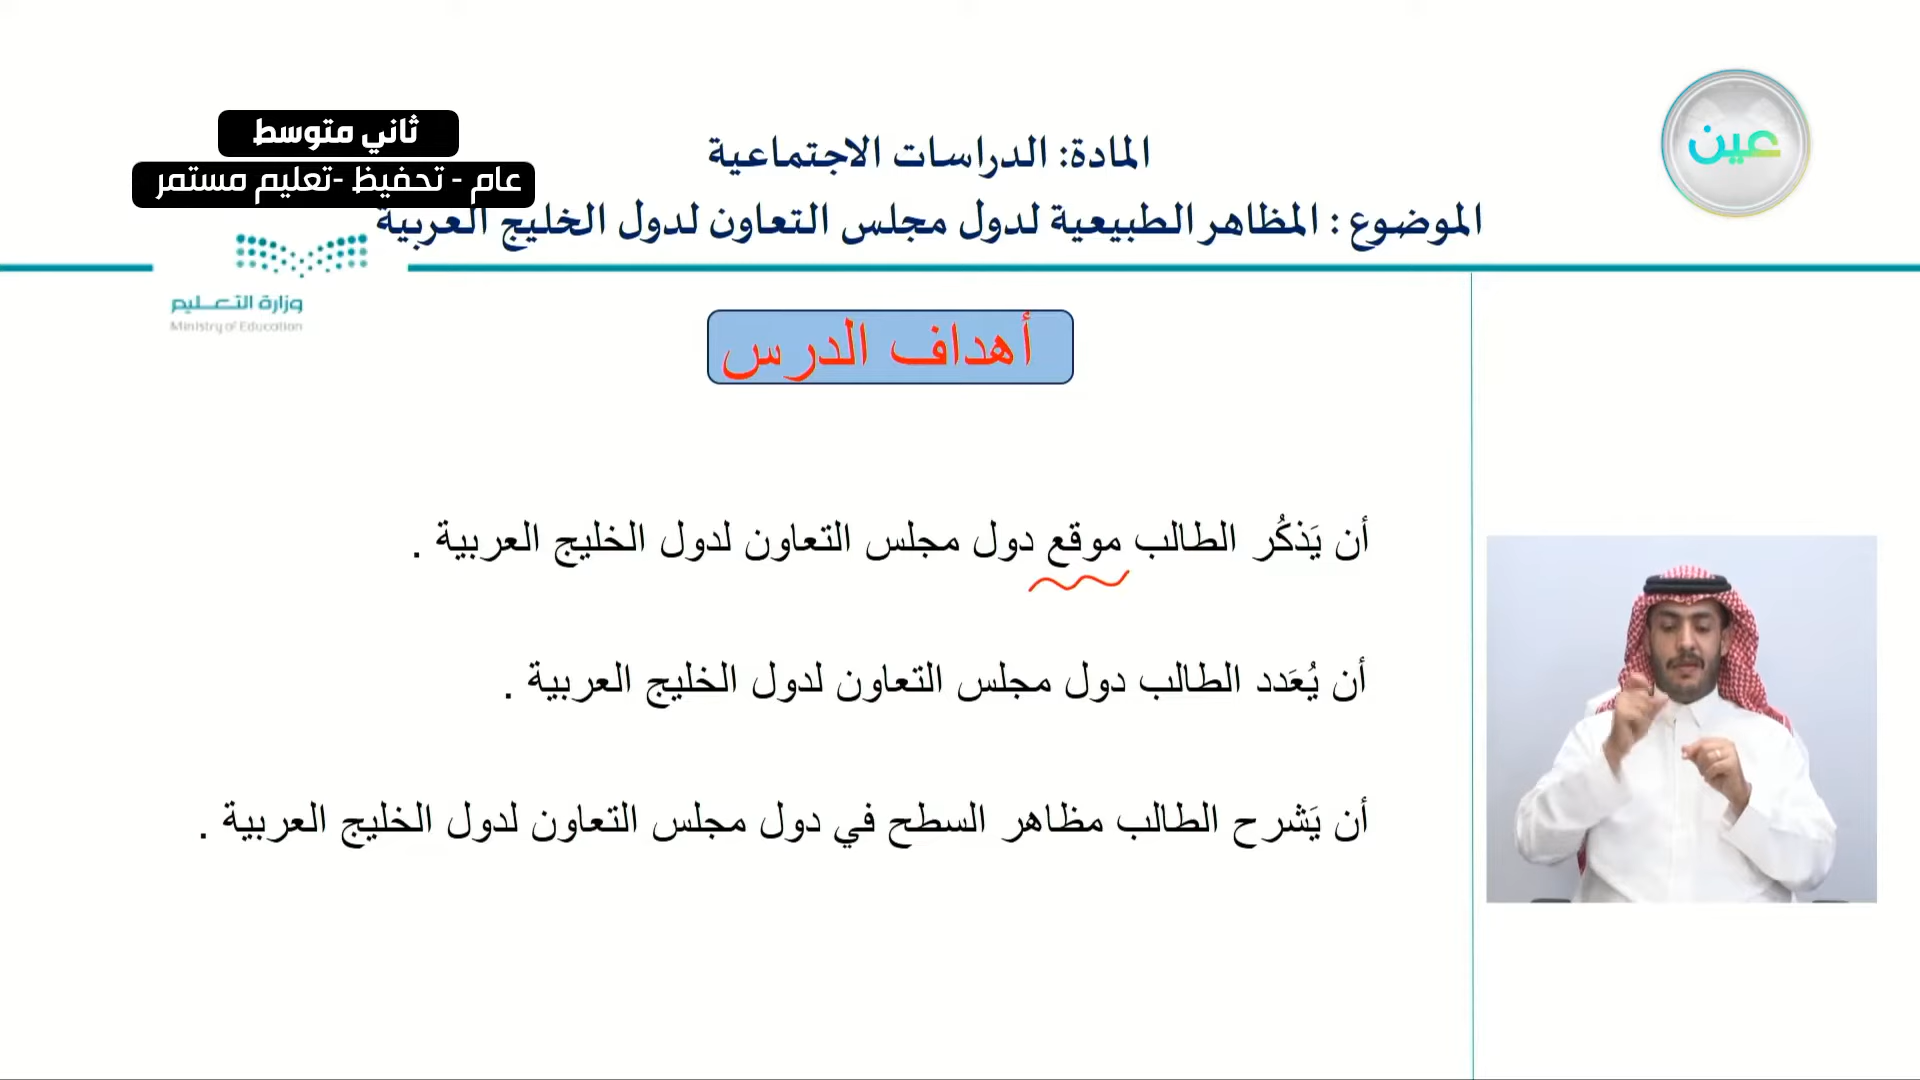 عين
ثاني متوسط
عام - تحفيظ -تعليم مستمر
المادة: الدراسات الاجتماعية
الموضوع : المظاهر الطبيعية لدول مجلس التعاون لدول الخليج العربية
وزارة التعليم
Ministry of Education
أهداف الدرس
أن يَذكُر الطالب موقع دول مجلس التعاون لدول الخليج العربية .
أن يُعَدد الطالب دول مجلس التعاون لدول الخليج العربية .
أن يَشرح الطالب مظاهر السطح في دول مجلس التعاون لدول الخليج العربية .